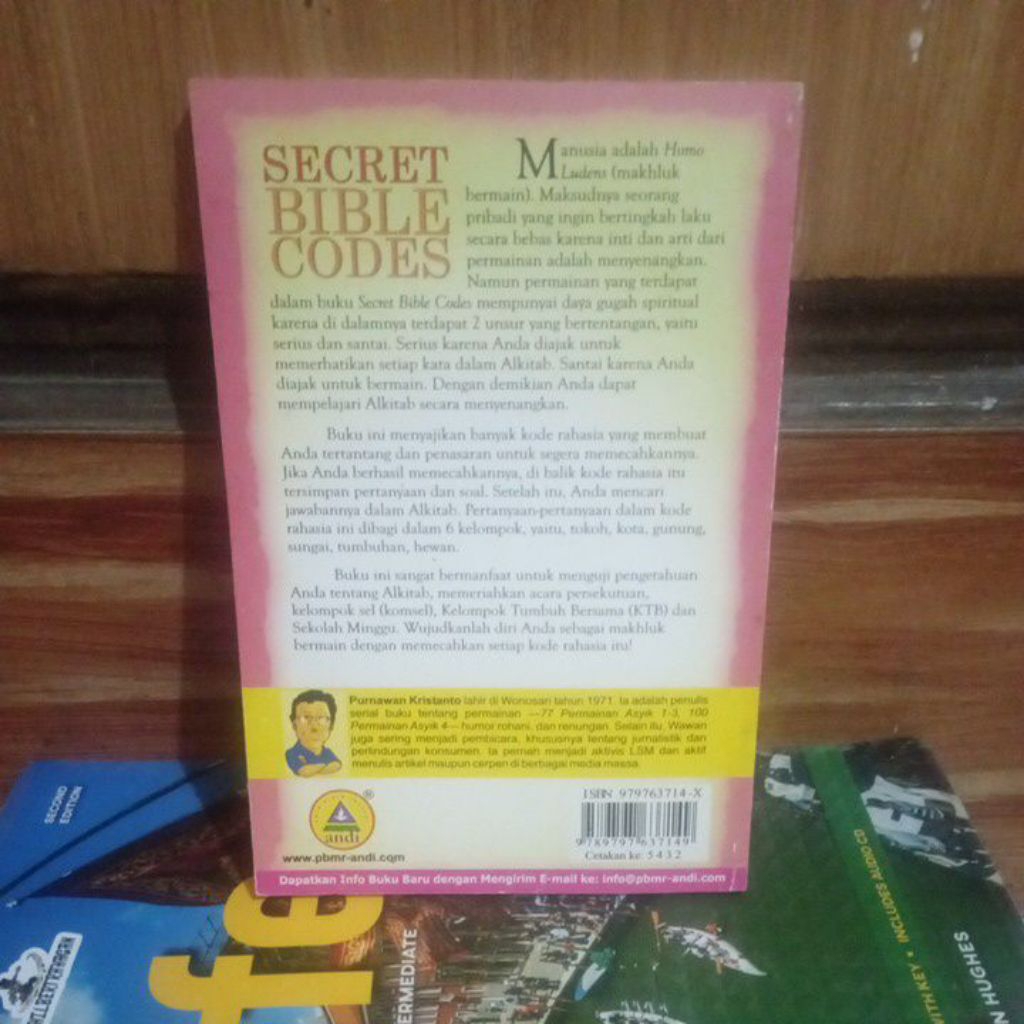 SECRET
BIBLE
CODES
Manusia adalah Homo
Ludens (makhluk
bermain). Maksudnya seorang
pribadi yang ingin bertingkah laku
secara bebas karena inti dan arti dari
permainan adalah menyenangkan.
Namun permainan yang terdapat
dalam buku Secret Bible Codes mempunyai daya gugah spiritual
karena di dalamnya terdapat 2 unsur yang bertentangan, yaitu
serius dan santai. Serius karena Anda diajak untuk
memerhatikan setiap kata dalam Alkitab. Santai karena Anda
diajak untuk bermain. Dengan demikian Anda dapat
mempelajari Alkitab secara menyenangkan.
Buku ini menyajikan banyak kode rahasia yang membuat
Anda tertantang dan penasaran untuk segera memecahkannya.
Jika Anda berhasil memecahkannya, di balik kode rahasia itu
tersimpan pertanyaan dan soal. Setelah itu, Anda mencari
jawabannya dalam Alkitab. Pertanyaan-pertanyaan dalam kode
rahasia ini dibagi dalam 6 kelompok, yaitu, tokoh, kota, gunung,
sungai, tumbuhan, hewan.
Buku ini sangat bermanfaat untuk menguji pengetahuan
Anda tentang Alkitab, memeriahkan acara persekutuan,
kelompok sel (komsel), Kelompok Tumbuh Bersama (KTB) dan
Sekolah Minggu. Wujudkanlah diri Anda sebagai makhluk
bermain dengan memecahkan setiap kode rahasia itu!
Purnawan Kristanto lahir di Wonosari tahun 1971. Ia adalah penulis
serial buku tentang permainan —77 Permainan Asyik 1-3, 100
Permainan Asyik 4— humor rohani, dan renungan. Selain itu, Wawan
juga sering menjadi pembicara, khususnya tentang jurnalistik dan
perlindungan konsumen. Ia pernah menjadi aktivis LSM dan aktif
menulis artikel maupun cerpen di berbagai media massa.
andi
®
www.pbmr-andi.com
ISBN 979763714-X
9789797637149
Cetakan ke: 5 4 3 2
Dapatkan Info Buku Baru dengan Mengirim E-mail ke: info@pbmr-andi.com
SECOND
EDITION
fe
ERMEDIATE
ITH KEY • INCLUDES AUDIO CD
N HUGHES